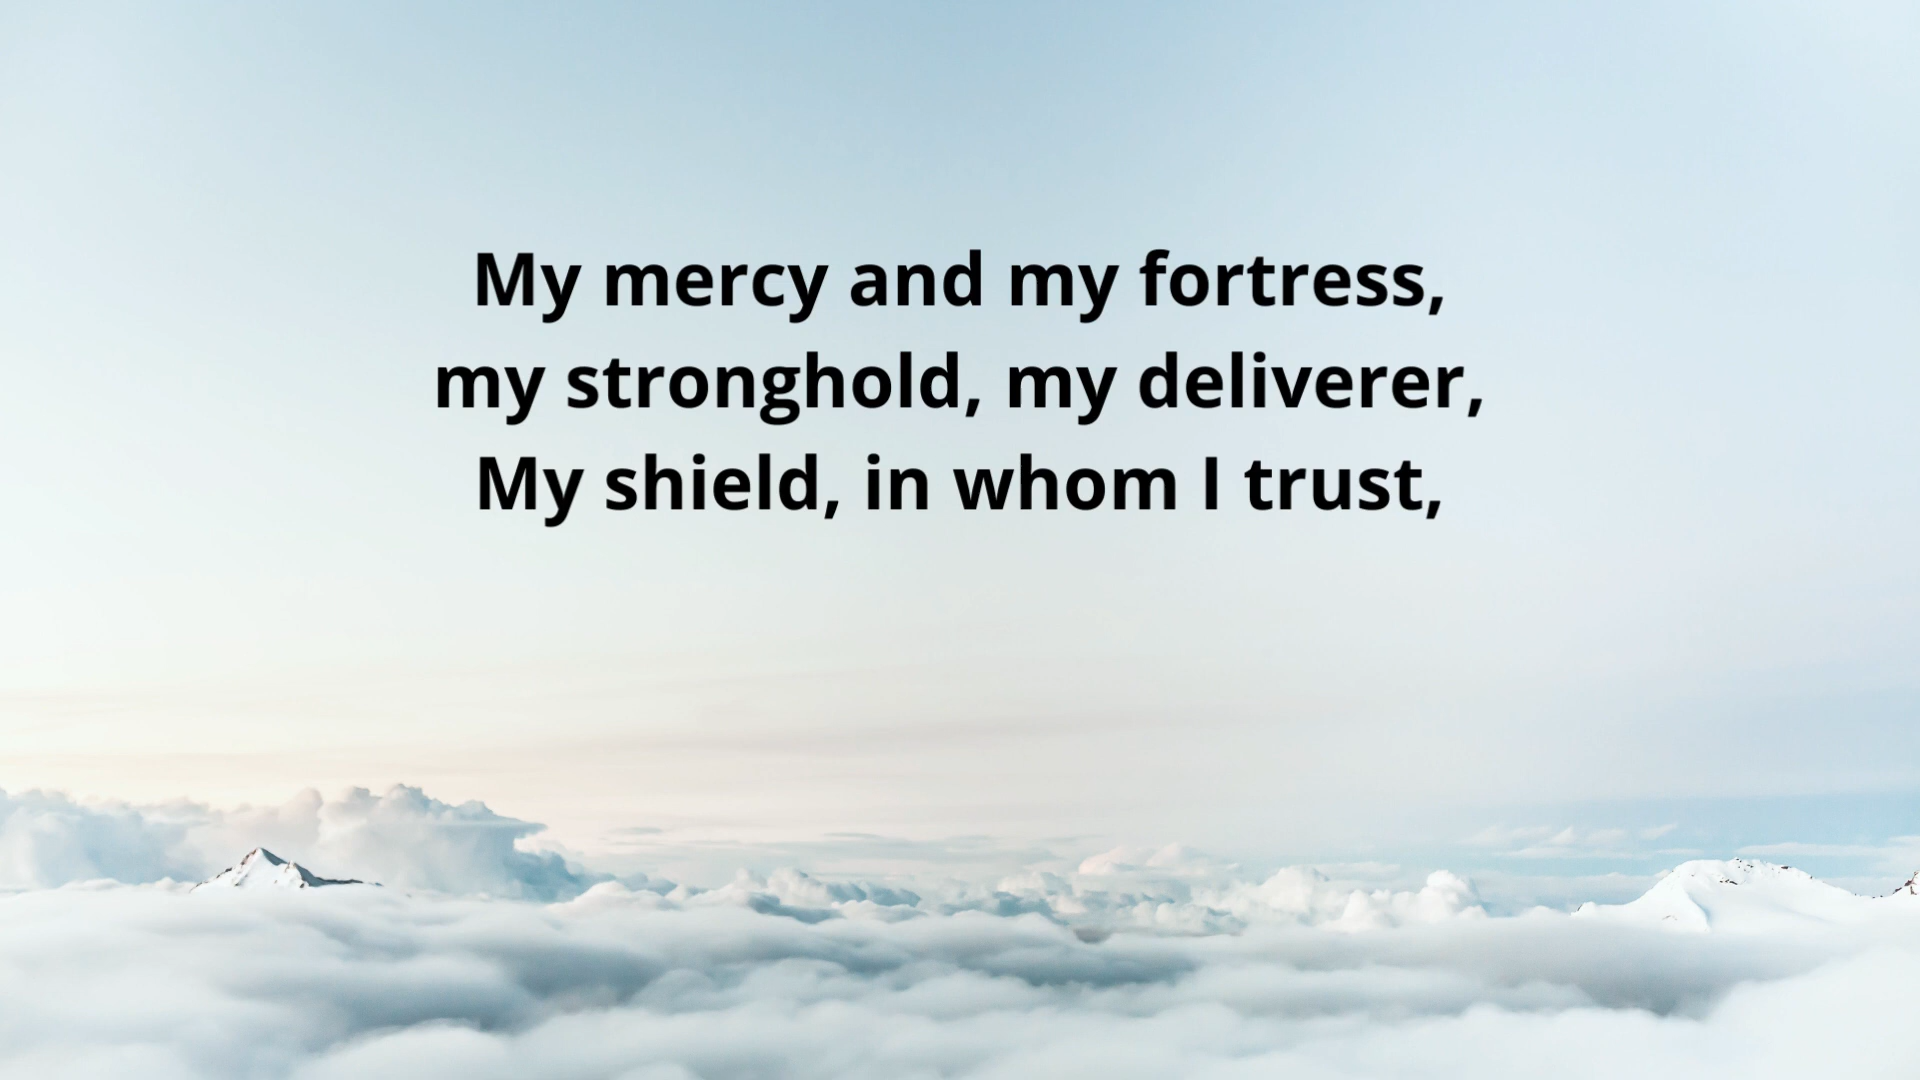 My mercy and my fortress,
my stronghold, my deliverer,
My shield, in whom I trust,